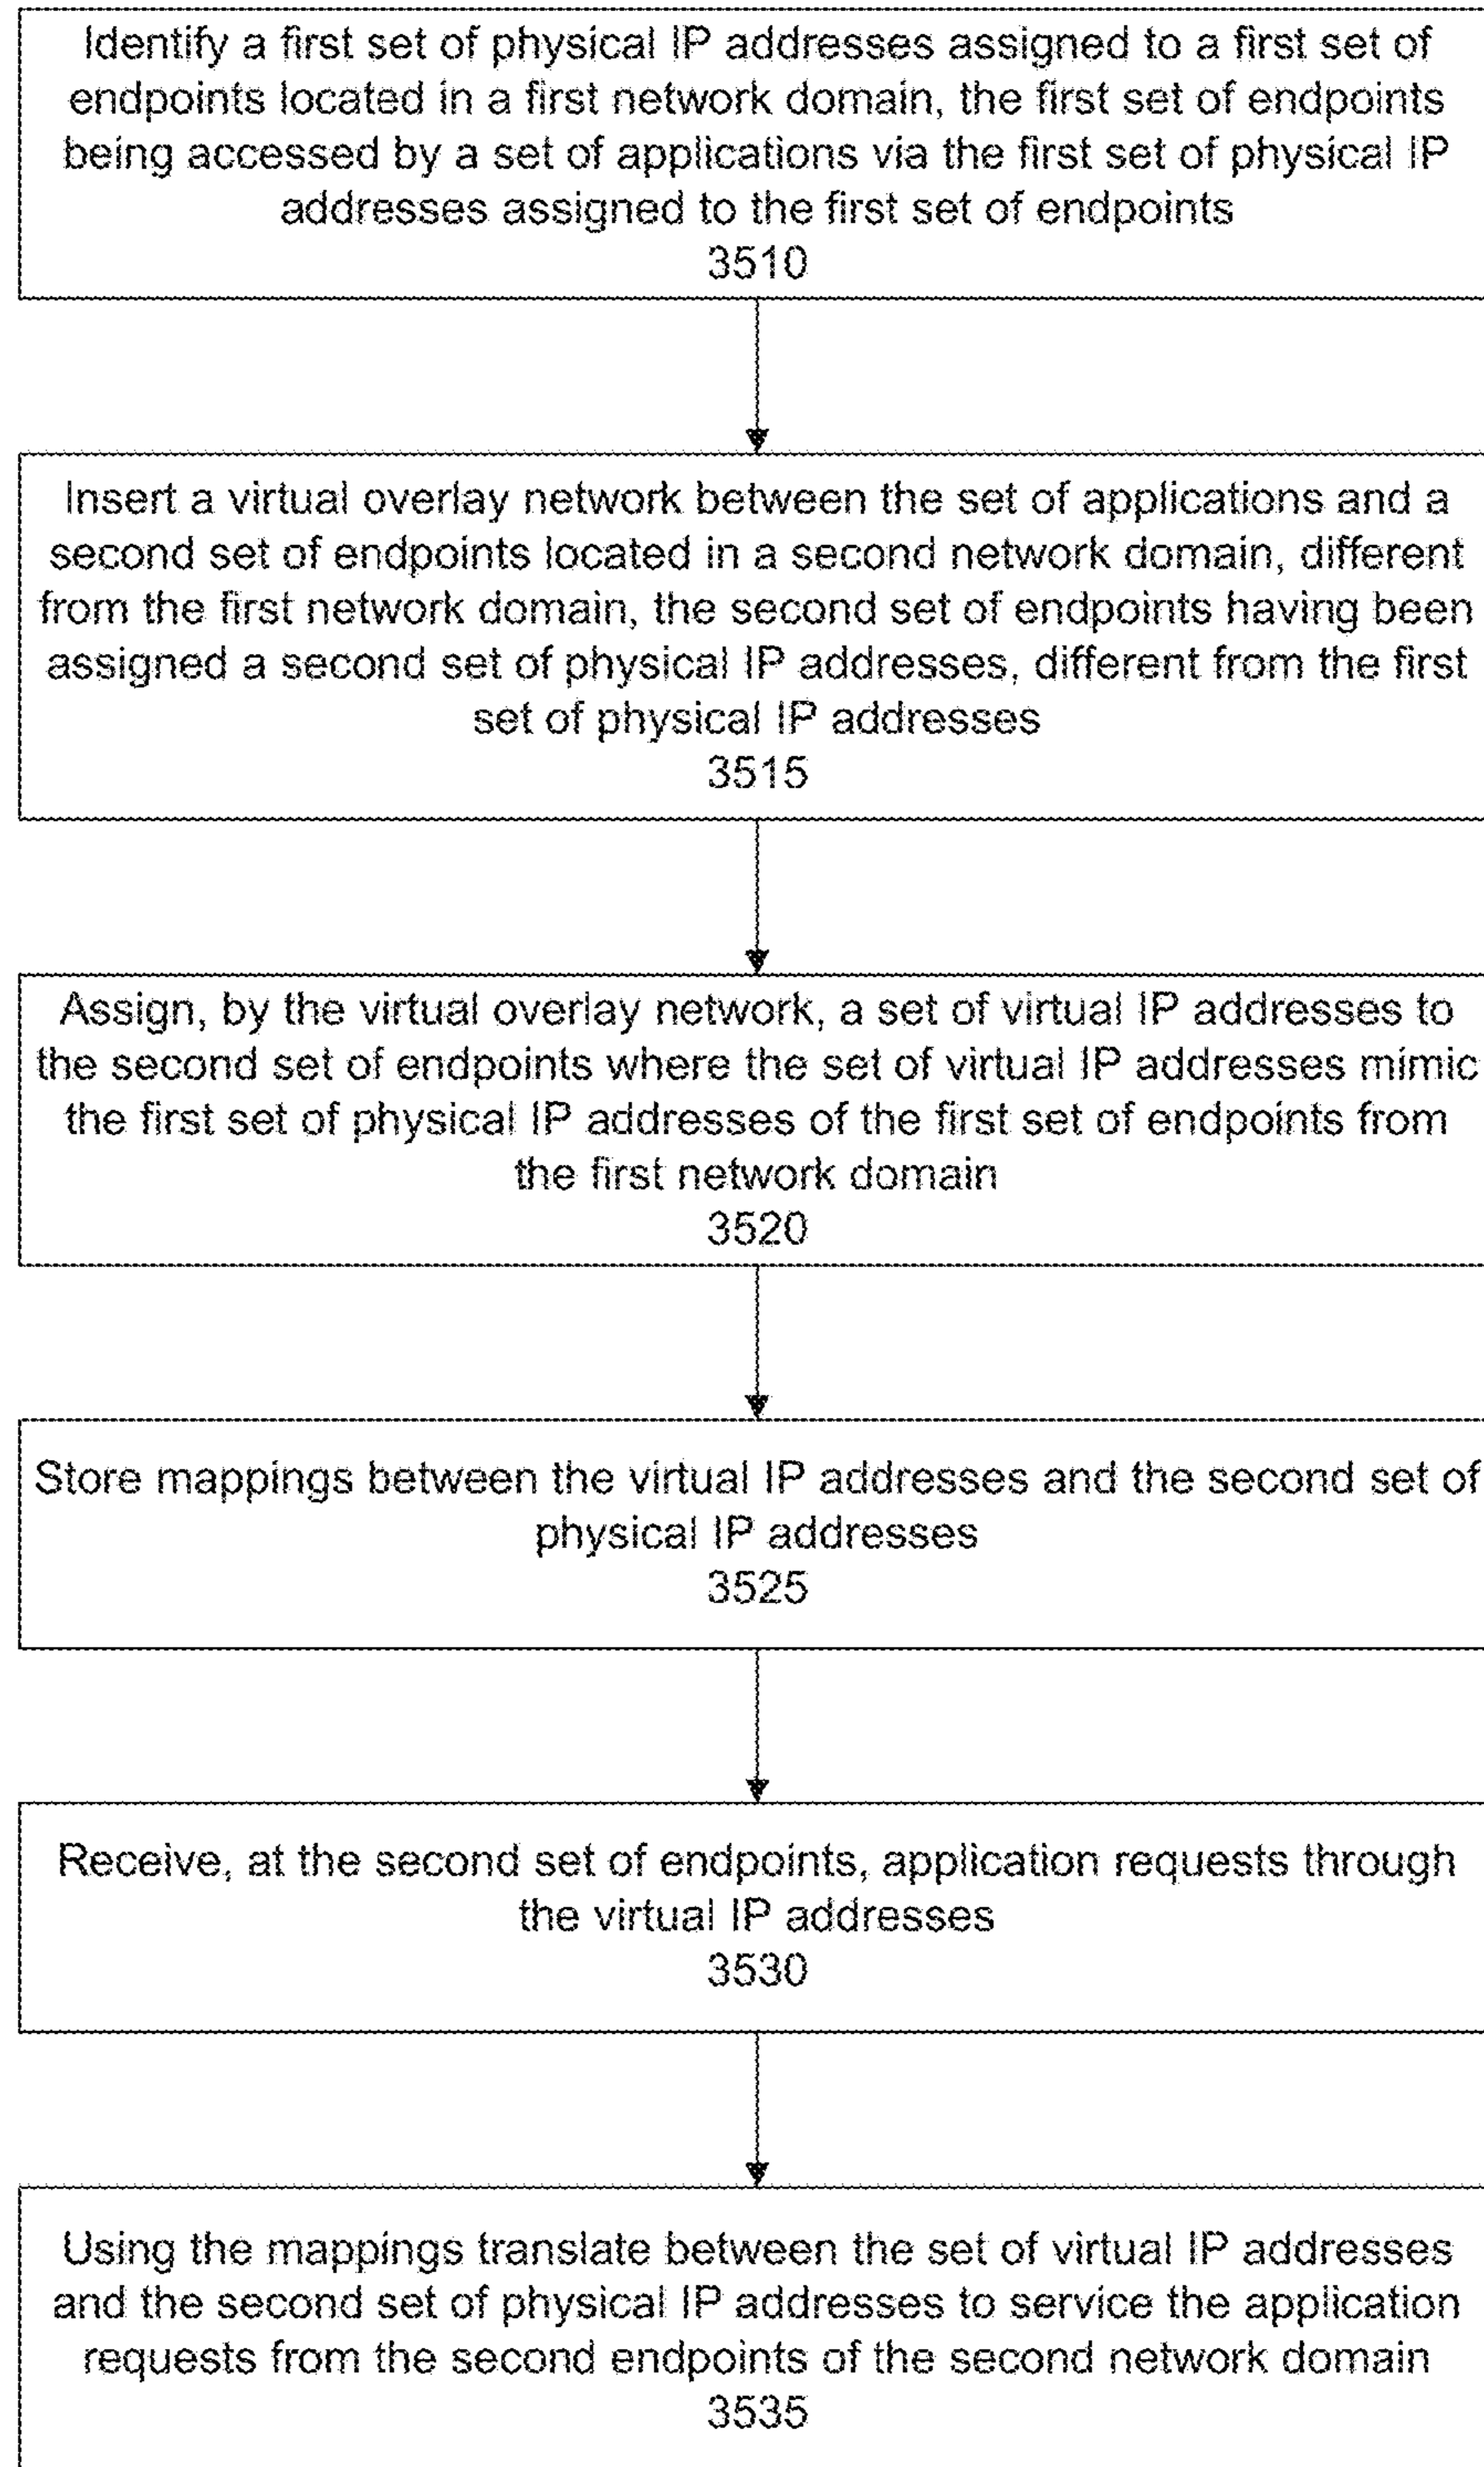 Identify a first set of physical IP addresses assigned to a first set of
endpoints located in a first network domain, the first set of endpoints
being accessed by a set of applications via the first set of physical IP
addresses assigned to the first set of endpoints
3510
Insert a virtual overlay network between the set of applications and a
second set of endpoints located in a second network domain, different
from the first network domain, the second set of endpoints having been
assigned a second set of physical IP addresses, different from the first
set of physical IP addresses
3515
Assign, by the virtual overlay network, a set of virtual IP addresses to
the second set of endpoints where the set of virtual IP addresses mimic
the first set of physical IP addresses of the first set of endpoints from
the first network domain
3520
Store mappings between the virtual IP addresses and the second set of
physical IP addresses
3525
Receive, at the second set of endpoints, application requests through
the virtual IP addresses
3530
Using the mappings translate between the set of virtual IP addresses
and the second set of physical IP addresses to service the application
requests from the second endpoints of the second network domain
3535